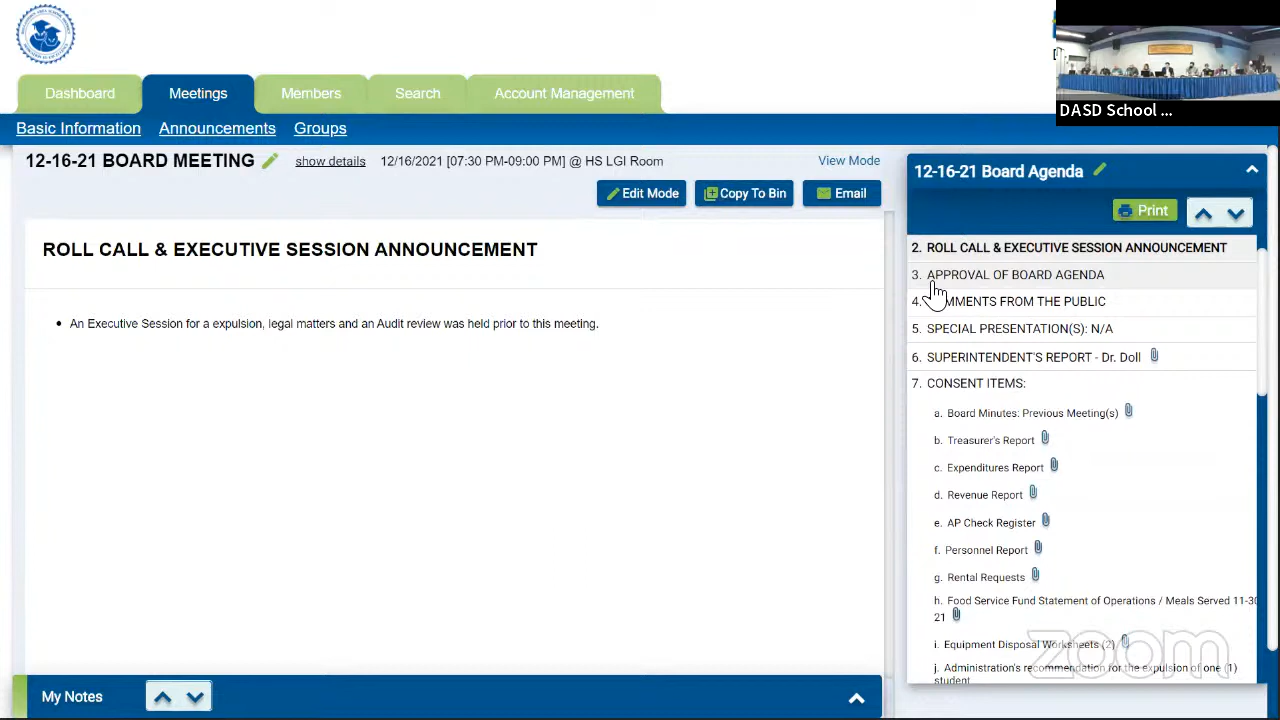 Dashboard
Meetings
Members
Search
Account Management
DASD School ...
Basic Information
Announcements
Groups
12-16-21 BOARD MEETING
show details
12/16/2021 [07:30 PM-09:00 PM] @ HS LGI Room
View Mode
Edit Mode
Copy To Bin
Email
ROLL CALL & EXECUTIVE SESSION ANNOUNCEMENT
• An Executive Session for a expulsion, legal matters and an Audit review was held prior to this meeting.
My Notes
12-16-21 Board Agenda
Print
2. ROLL CALL & EXECUTIVE SESSION ANNOUNCEMENT
3. APPROVAL OF BOARD AGENDA
4. MMENTS FROM THE PUBLIC
5. SPECIAL PRESENTATION(S): N/A
6. SUPERINTENDENT'S REPORT - Dr. Doll
7. CONSENT ITEMS:
a. Board Minutes: Previous Meeting(s)
b. Treasurer's Report
c. Expenditures Report
d. Revenue Report
e. AP Check Register
f. Personnel Report
g. Rental Requests
h. Food Service Fund Statement of Operations / Meals Served 11-30
21
i. Equipment Disposal Worksheets (2)
j. Administration's recommendation for the expulsion of one (1)
student
zoom